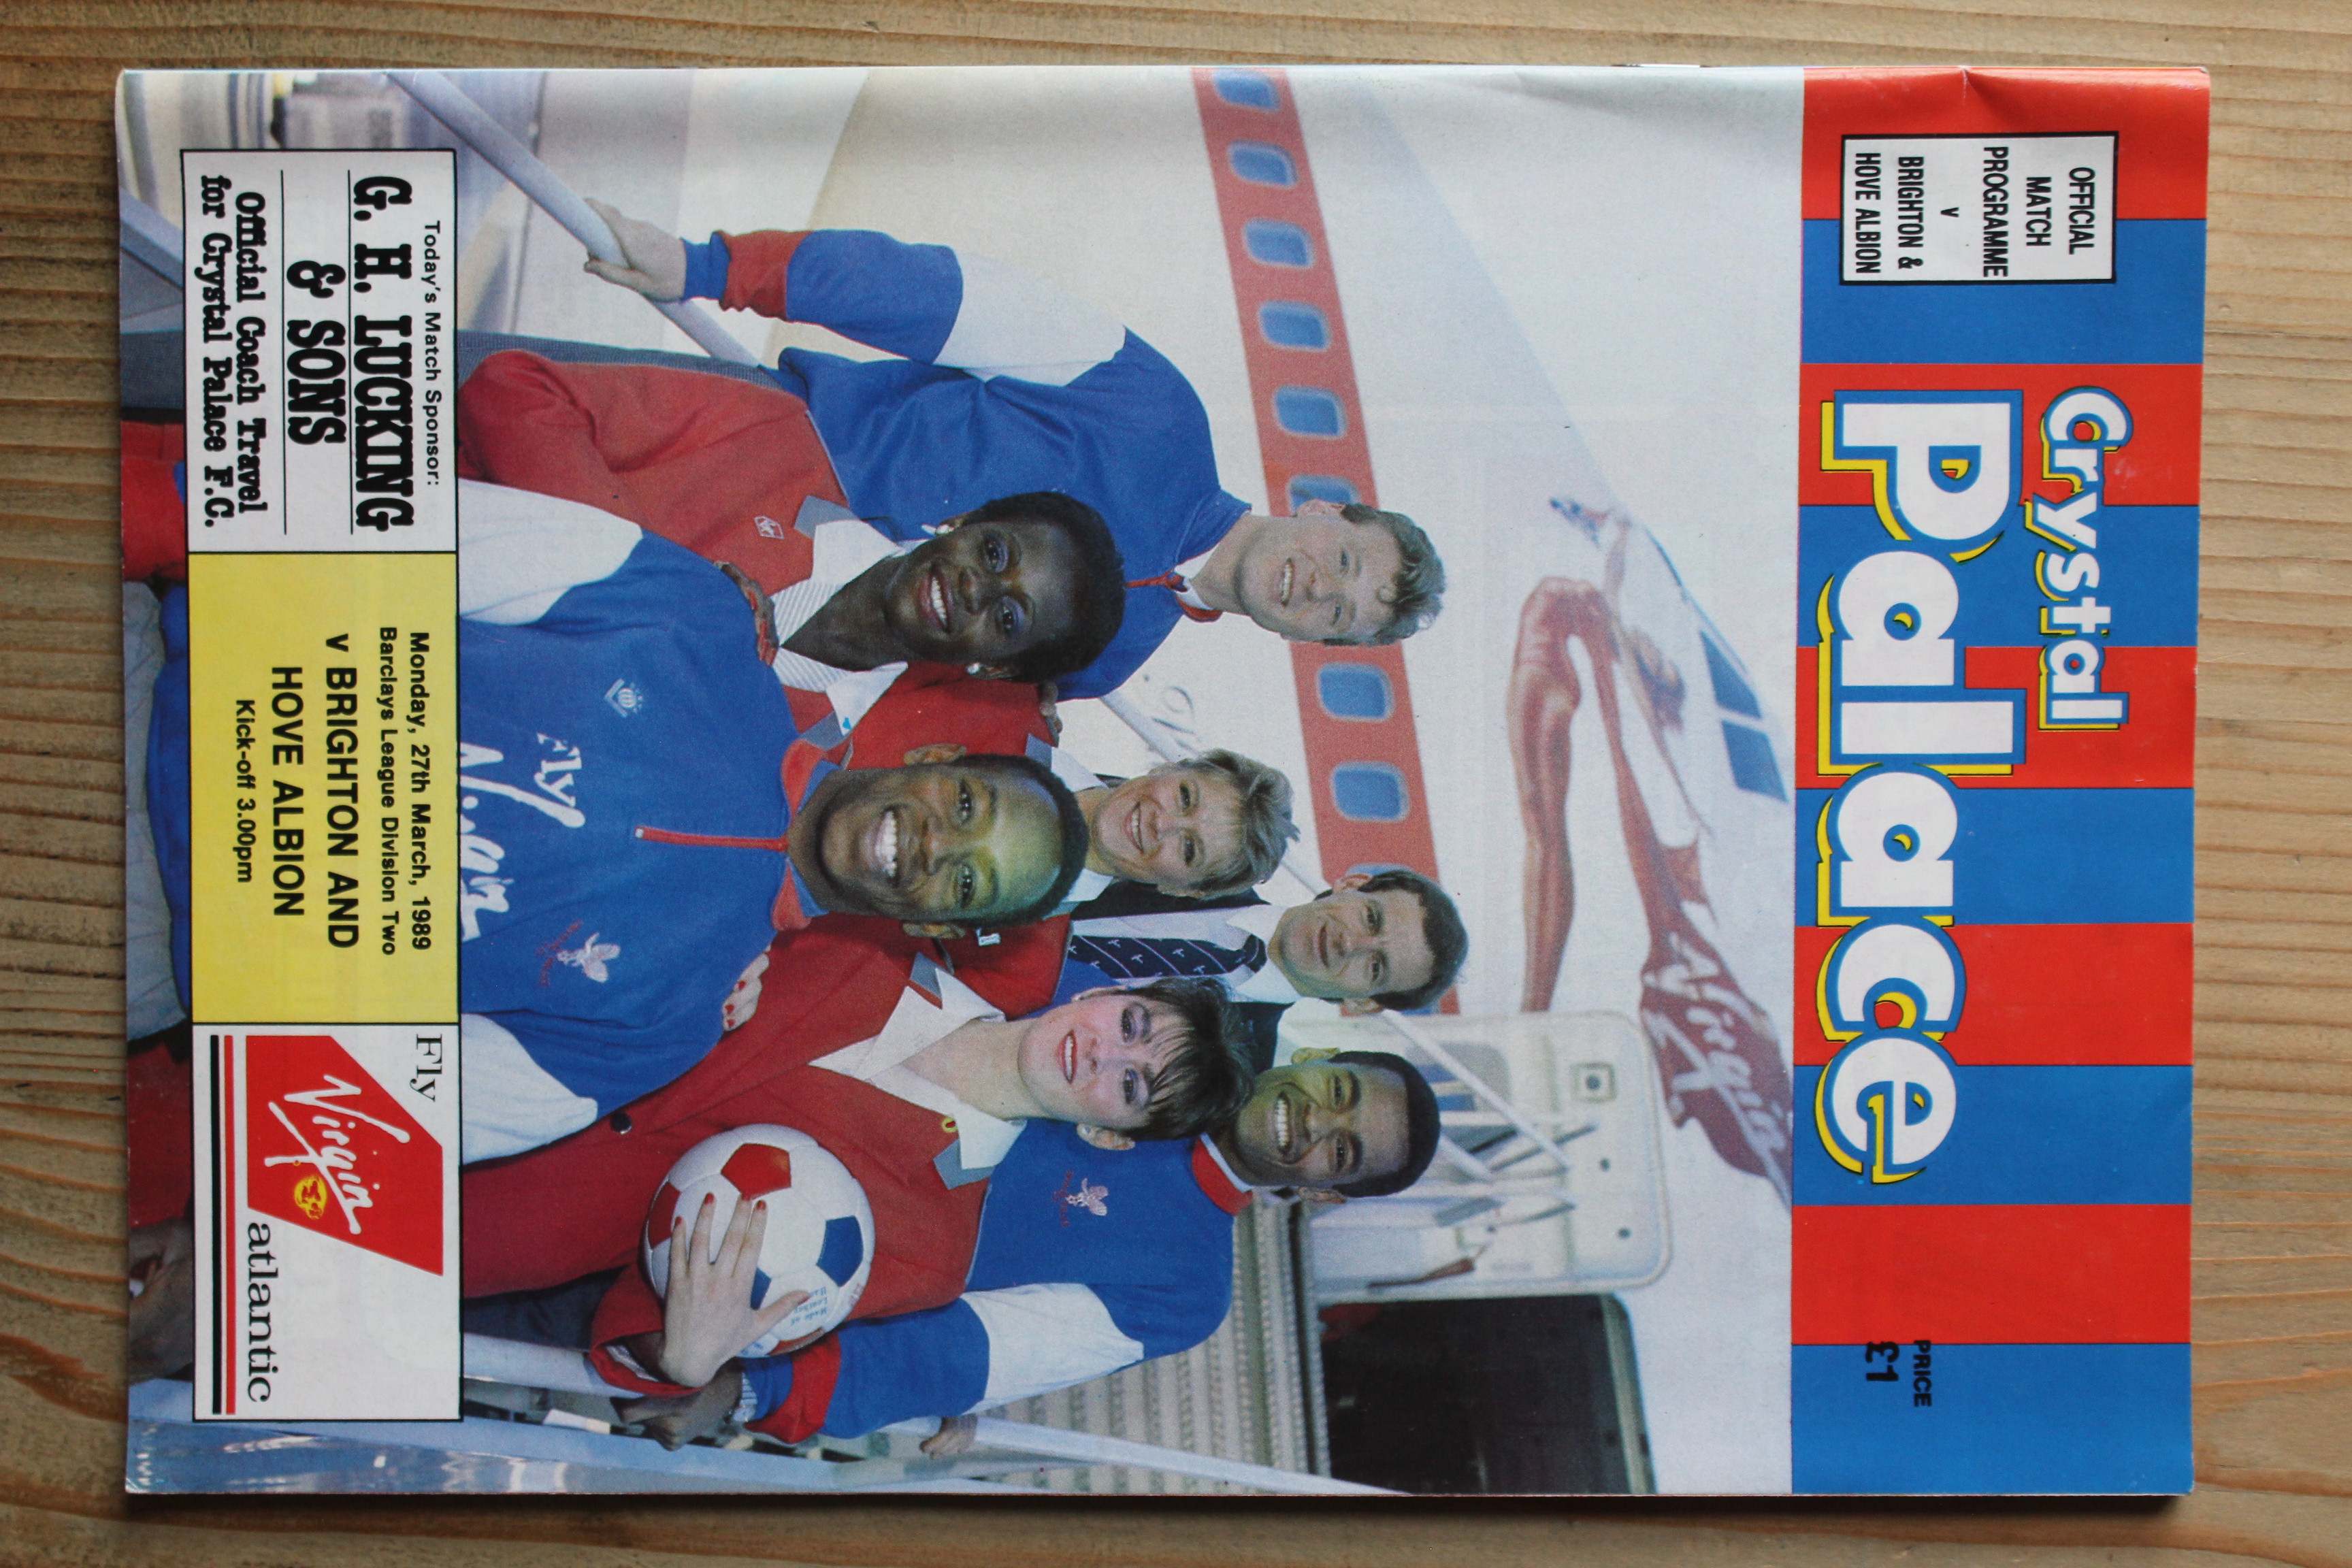 OFFICIAL
MATCH
PROGRAMME
v
BRIGHTON &
HOVE ALBION
Crystal
Palace
PRICE
£1
Virgin
Fly
Virgin
Today's Match Sponsor:
G. H. LUCKING
& SONS
Official Coach Travel
for Crystal Palace F.C.
Monday, 27th March, 1989
Barclays League Division Two
v BRIGHTON AND
HOVE ALBION
Kick-off 3.00pm
Fly
Virgin
atlantic